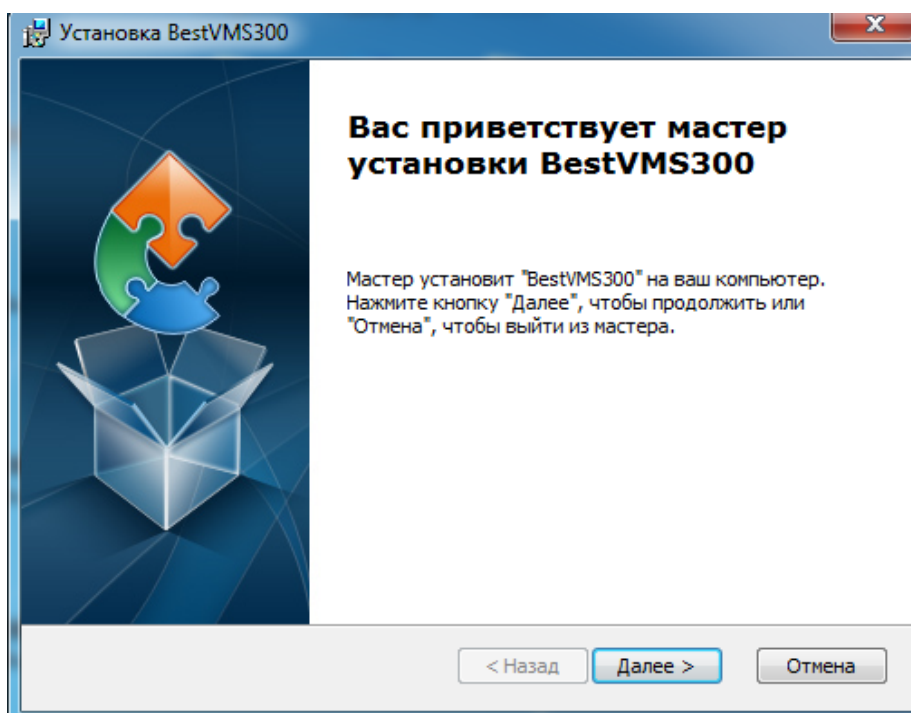 Установка BestVMS300
Вас приветствует мастер
установки BestVMS300
Мастер установит "BestVMS300" на ваш компьютер.
Нажмите кнопку "Далее", чтобы продолжить или
"Отмена", чтобы выйти из мастера.
< Назад
Далее >
Отмена